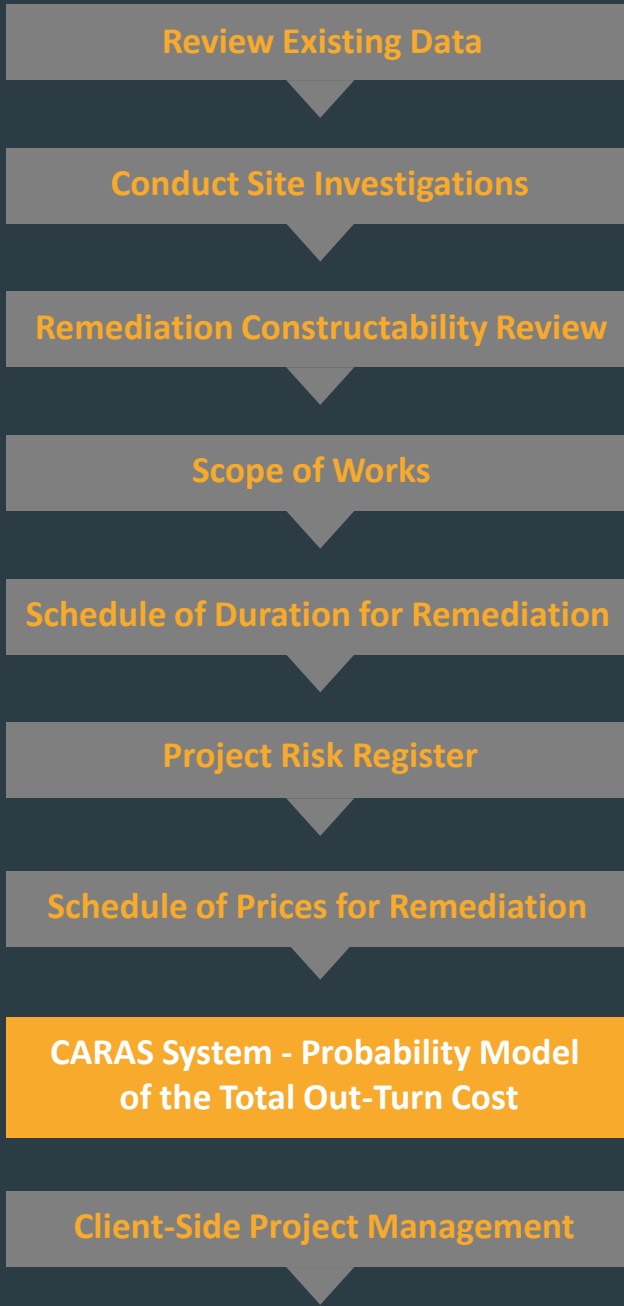 Review Existing Data
Conduct Site Investigations
Remediation Constructability Review
Scope of Works
Schedule of Duration for Remediation
Project Risk Register
Schedule of Prices for Remediation
CARAS System - Probability Model
of the Total Out-Turn Cost
Client-Side Project Management